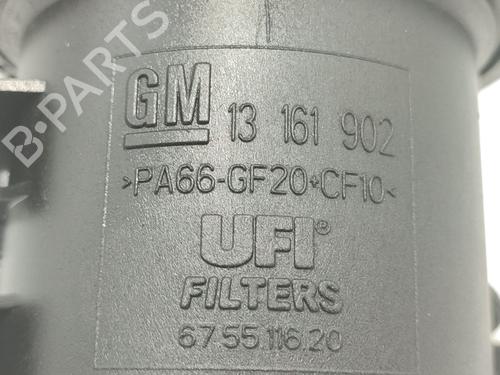 GM 13 161 902
>PA66-GF20+CF10<
UFI®
FILTERS
67 55 116.20
B-PARTS